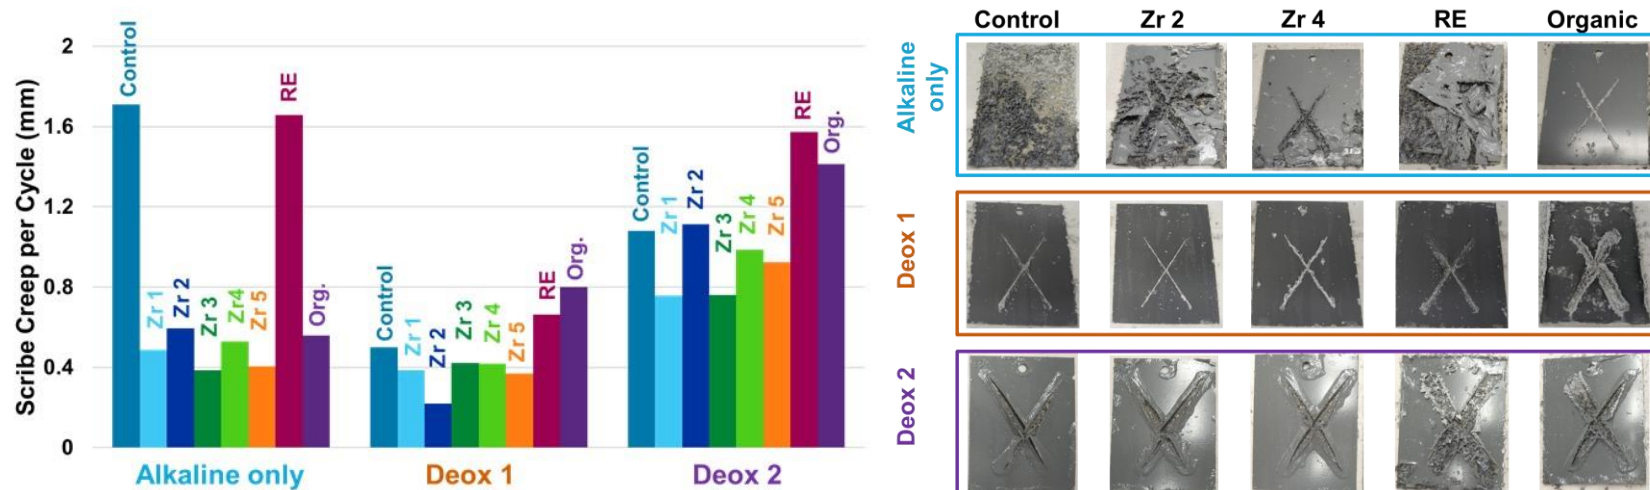 Scribe Creep per Cycle (mm)
2
1.6
1.2
0.8
0.4
0
Control
Zr 1
Zr 2
Zr 3
Zr4
Zr 5
RE
Org.
Alkaline only
Control
Zr 1
Zr 2
Zr 3
Zr 4
Zr 5
RE
Org.
Deox 1
Control
Zr 1
Zr 2
Zr 3
Zr 4
Zr 5
RE
Org.
Deox 2
Control Zr 2 Zr 4 RE Organic
Alkaline
only
Deox 1
Deox 2